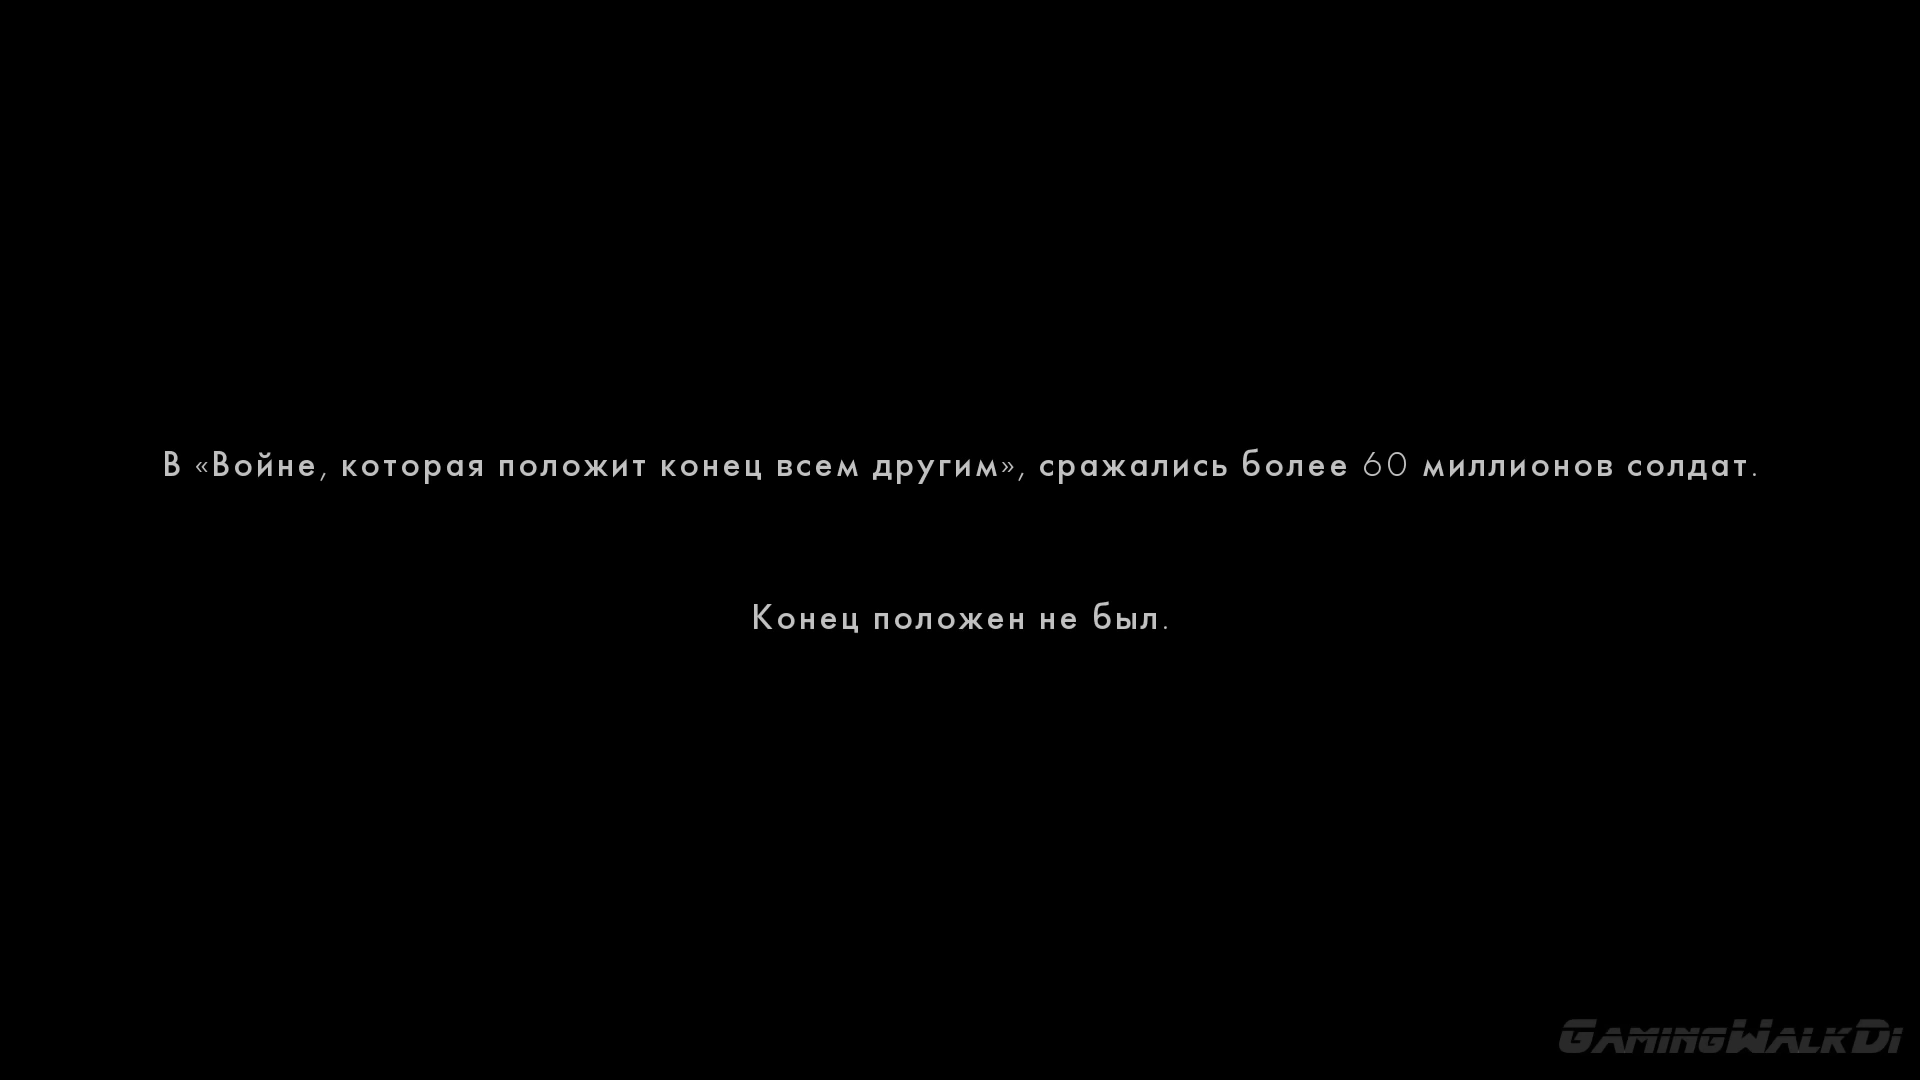 В «Войне, которая положит конец всем другим», сражались более 60 миллионов солдат.
Конец положен не был.
GamingWalkDi